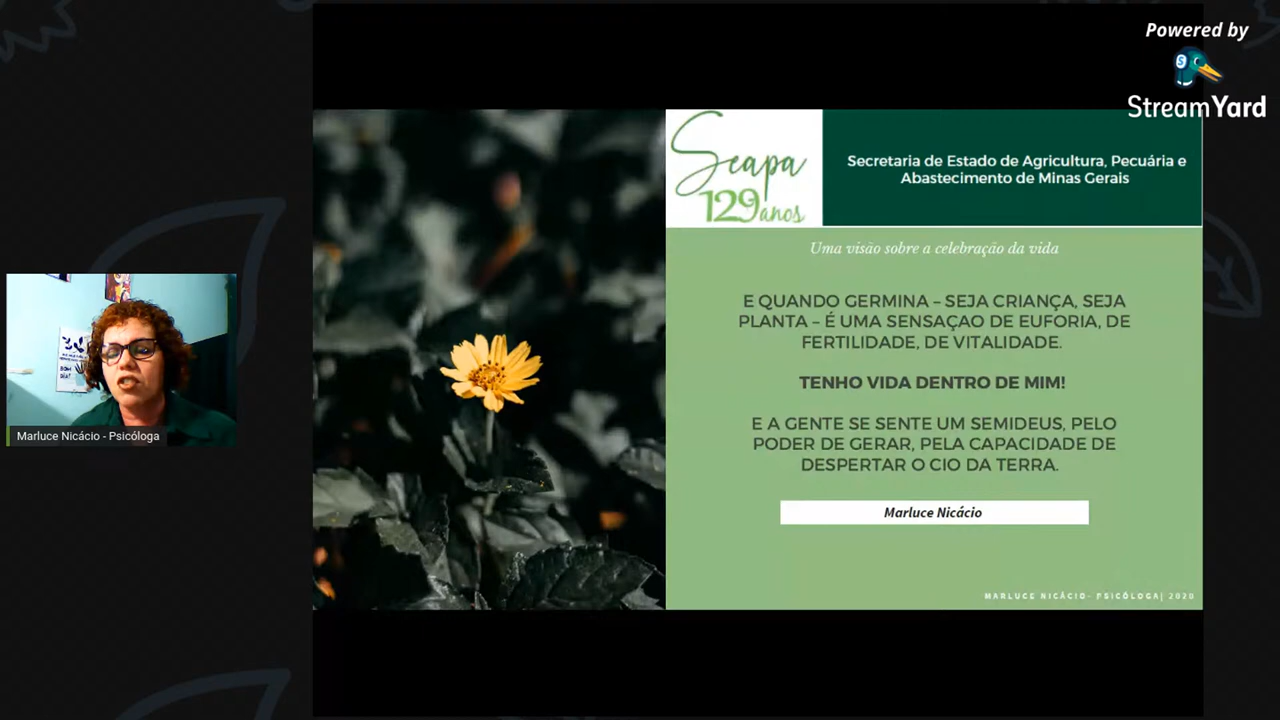 Powered by
StreamYard
Seapa
129anos
Secretaria de Estado de Agricultura, Pecuária e
Abastecimento de Minas Gerais
Uma visão sobre a celebração da vida
E QUANDO GERMINA – SEJA CRIANÇA, SEJA
PLANTA – É UMA SENSAÇAO DE EUFORIA, DE
FERTILIDADE, DE VITALIDADE.
TENHO VIDA DENTRO DE MIM!
E A GENTE SE SENTE UM SEMIDEUS, PELO
PODER DE GERAR, PELA CAPACIDADE DE
DESPERTAR O CIO DA TERRA.
Marluce Nicácio
MARLUCE NICÁCIO- PSICÓLOGA| 2020
BOM
DIA!
Marluce Nicácio - Psicóloga